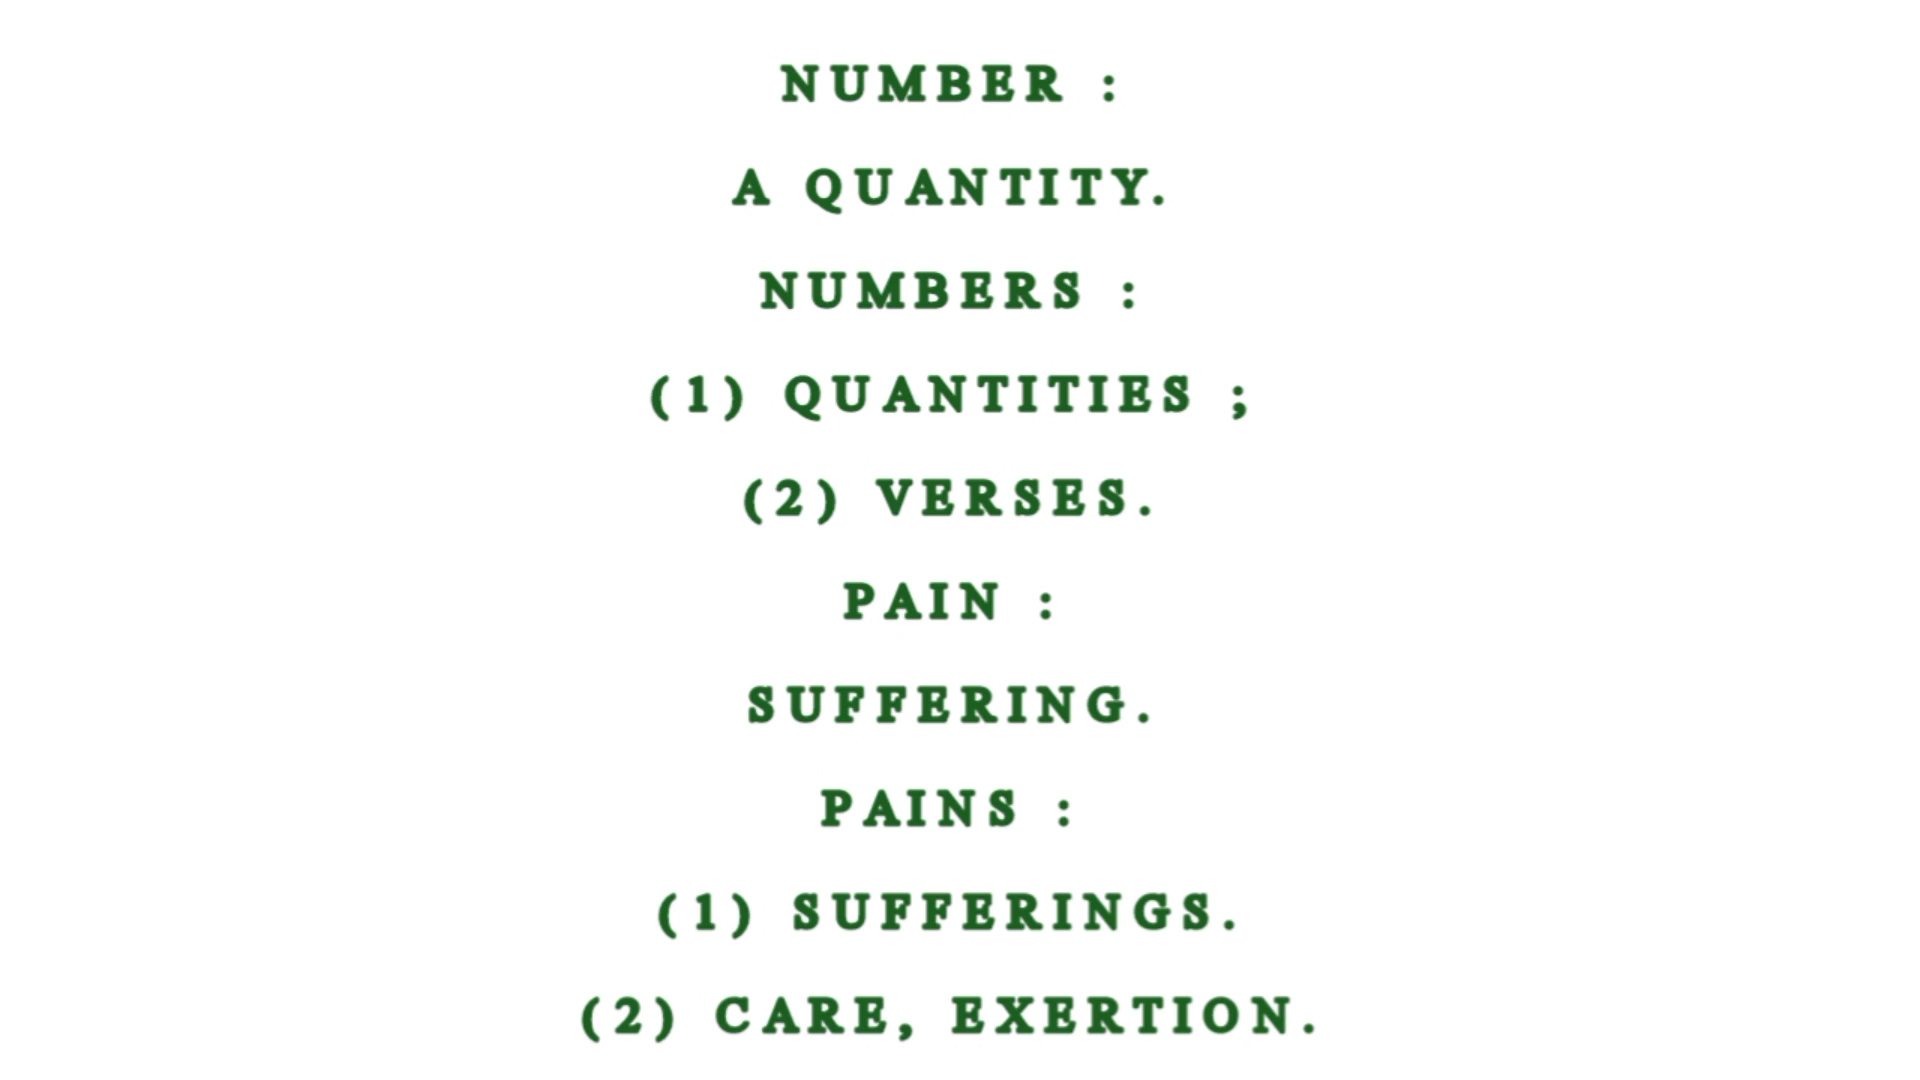 NUMBER :
A QUANTITY.
NUMBERS :
(1) QUANTITIES ;
(2) VERSES.
PAIN :
SUFFERING.
PAINS :
(1) SUFFERINGS.
(2) CARE, EXERTION.